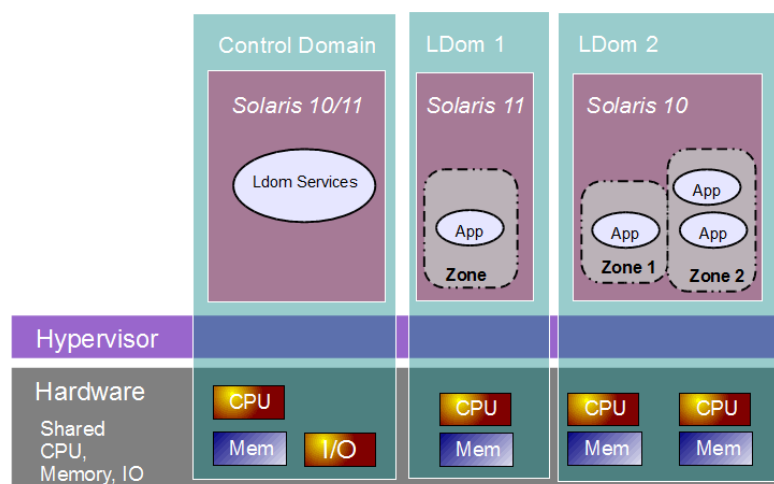 Control Domain
LDom 1
LDom 2
Solaris 10/11
Solaris 11
Solaris 10
Ldom Services
App
Zone
App
Zone 1
App
App
Zone 2
Hypervisor
Hardware
Shared
CPU,
Memory, IO
CPU
Mem
I/O
CPU
Mem
CPU
Mem
CPU
Mem